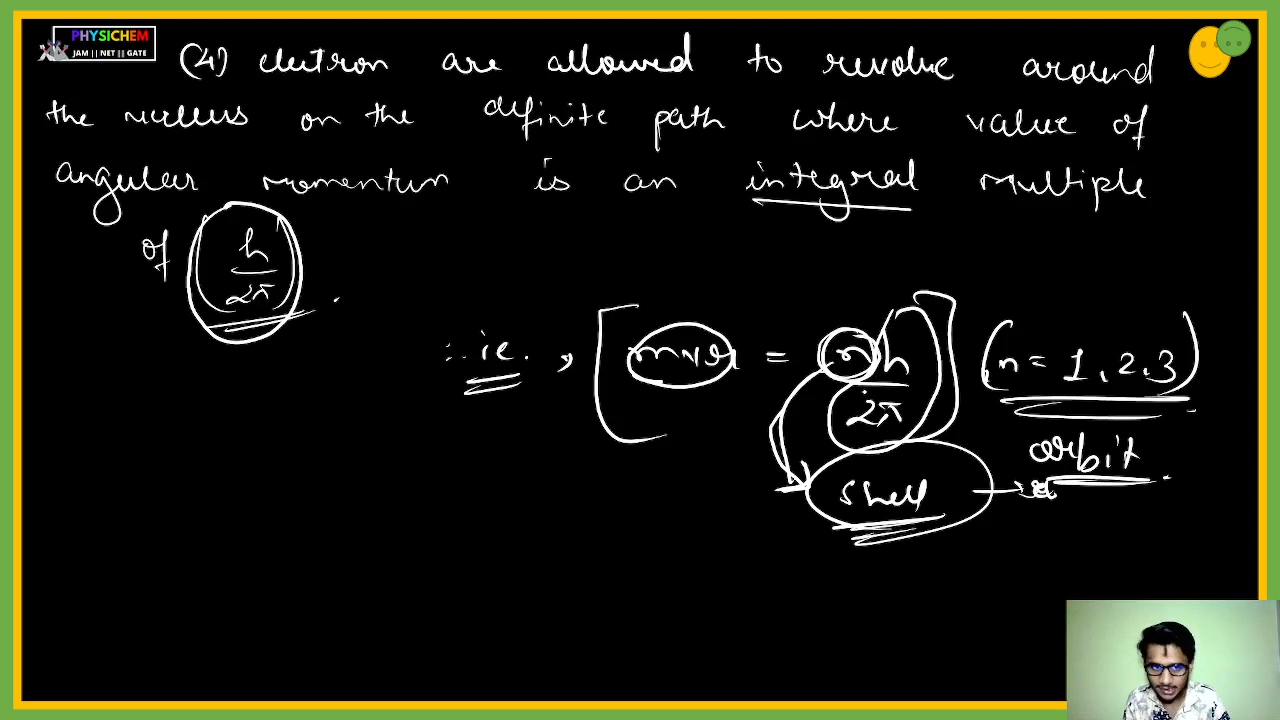 PHYSICHEM
JAM || NET || GATE
(4) electron are allowed to revolve around
the nucleus on the definite path where value of
angular momentum is an integral multiple
of h/2π
∴ ie., [mvr = nh/2π] (n = 1, 2, 3)
orbit
shell →